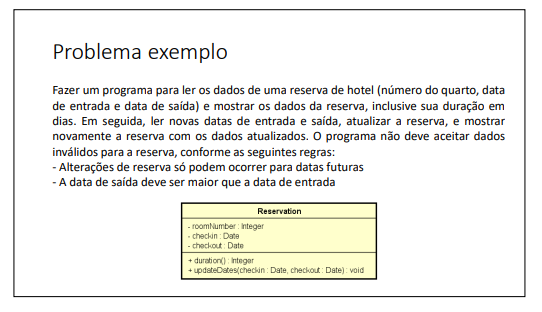 Problema exemplo
Fazer um programa para ler os dados de uma reserva de hotel (número do quarto, data
de entrada e data de saída) e mostrar os dados da reserva, inclusive sua duração em
dias. Em seguida, ler novas datas de entrada e saída, atualizar a reserva, e mostrar
novamente a reserva com os dados atualizados. O programa não deve aceitar dados
inválidos para a reserva, conforme as seguintes regras:
- Alterações de reserva só podem ocorrer para datas futuras
- A data de saída deve ser maior que a data de entrada
Reservation
- roomNumber : Integer
- checkin : Date
- checkout : Date
+ duration() : Integer
+ updateDates(checkin : Date, checkout : Date) : void